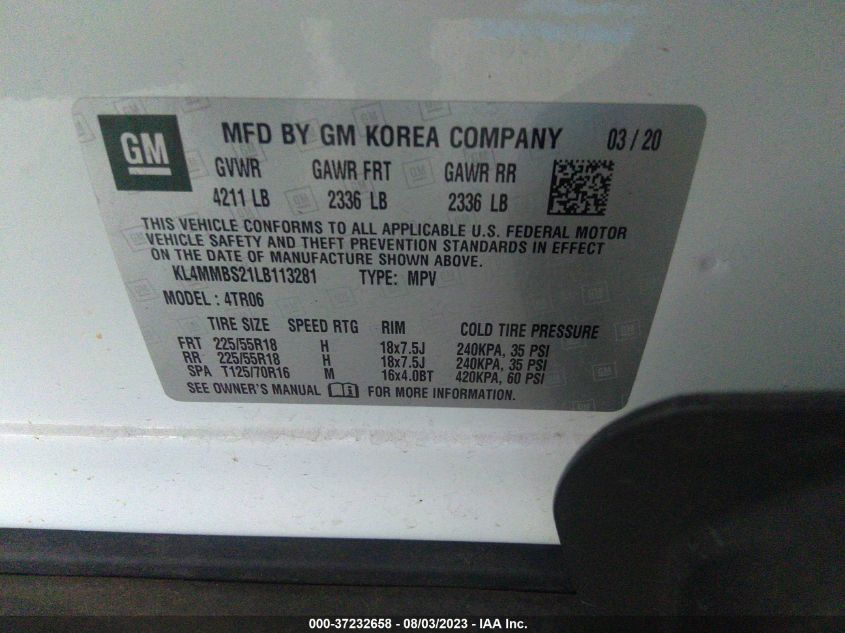 GM MFD BY GM KOREA COMPANY 03 / 20
GVWR GAWR FRT GAWR RR
4211 LB 2336 LB 2336 LB
THIS VEHICLE CONFORMS TO ALL APPLICABLE U.S. FEDERAL MOTOR
VEHICLE SAFETY AND THEFT PREVENTION STANDARDS IN EFFECT
ON THE DATE OF MANUFACTURE SHOWN ABOVE.
KL4MMBS21LB113281 TYPE: MPV
MODEL : 4TR06
TIRE SIZE SPEED RTG RIM COLD TIRE PRESSURE
FRT 225/55R18 H 18x7.5J 240KPA, 35 PSI
RR 225/55R18 H 18x7.5J 240KPA, 35 PSI
SPA T125/70R16 M 16x4.0BT 420KPA, 60 PSI
SEE OWNER'S MANUAL FOR MORE INFORMATION.
000-37232658 - 08/03/2023 - IAA Inc.